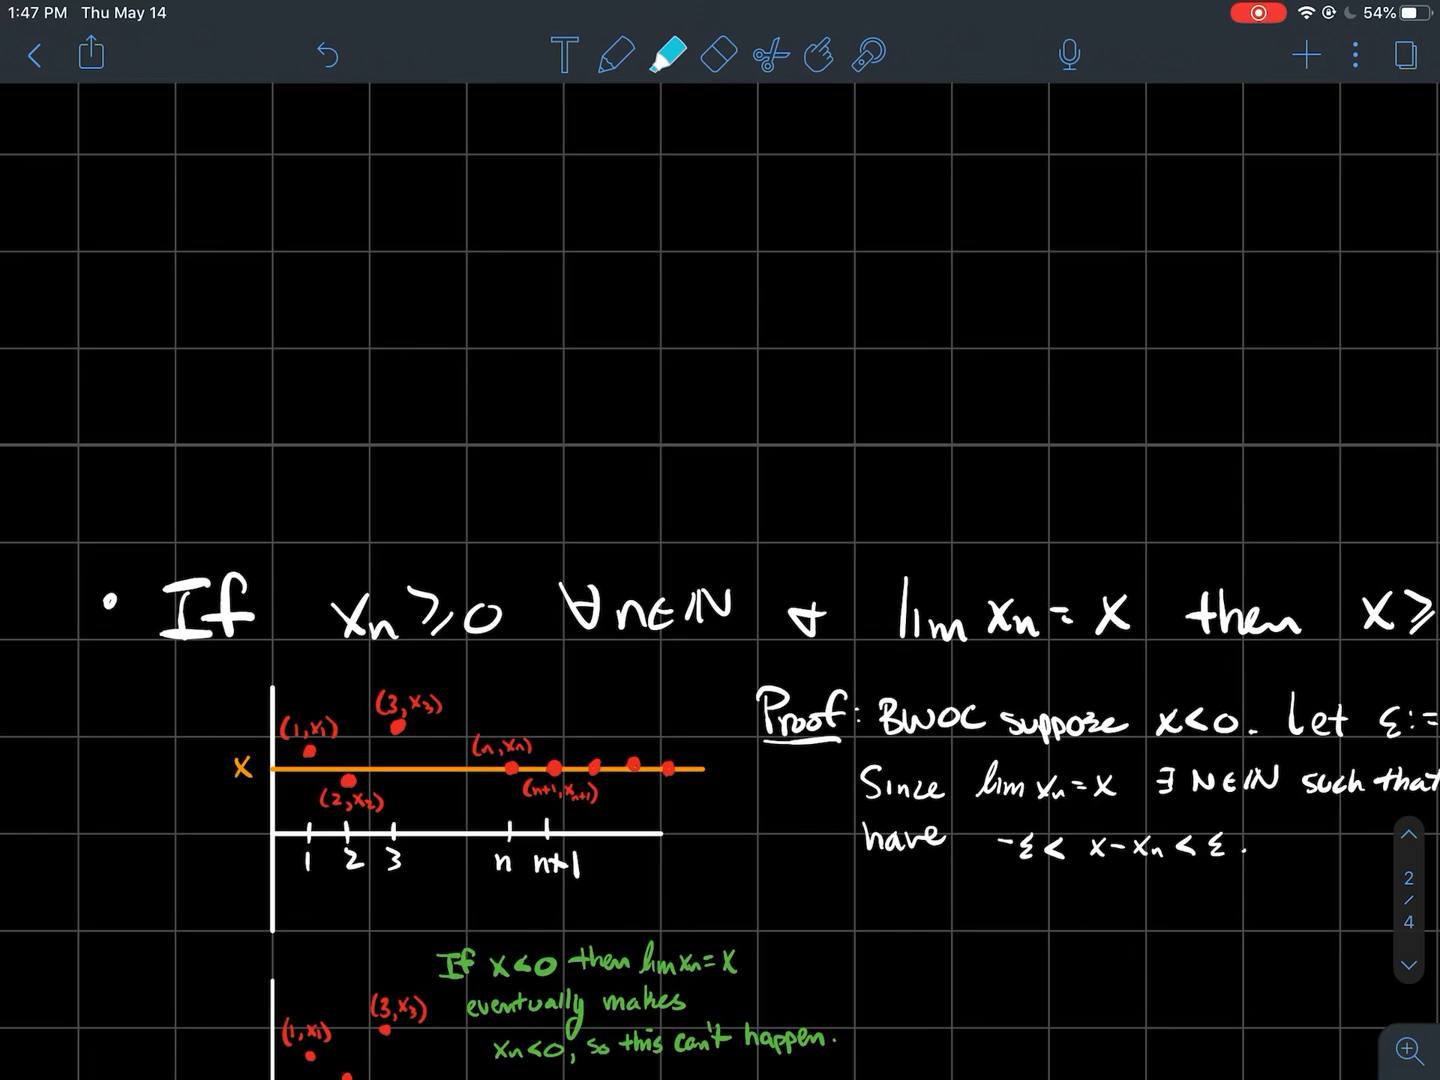 1:47 PM Thu May 14
54%
T
• If xₙ ⩾ 0 ∀n∈ℕ & lim xₙ = x then x ⩾
(3, x₃)
(1, x₁)
(n, xₙ)
x
(2, x₂)
(n+1, xₙ₊₁)
1 2 3 n n+1
Proof: BWOC suppose x<0. Let ε:=
Since lim xₙ = x ∃ N∈ℕ such that
have -ε < x-xₙ < ε.
2
/
4
If x<0 then lim xₙ = x
eventually makes
xₙ<0, so this can't happen.
(3, x₃)
(1, x₁)